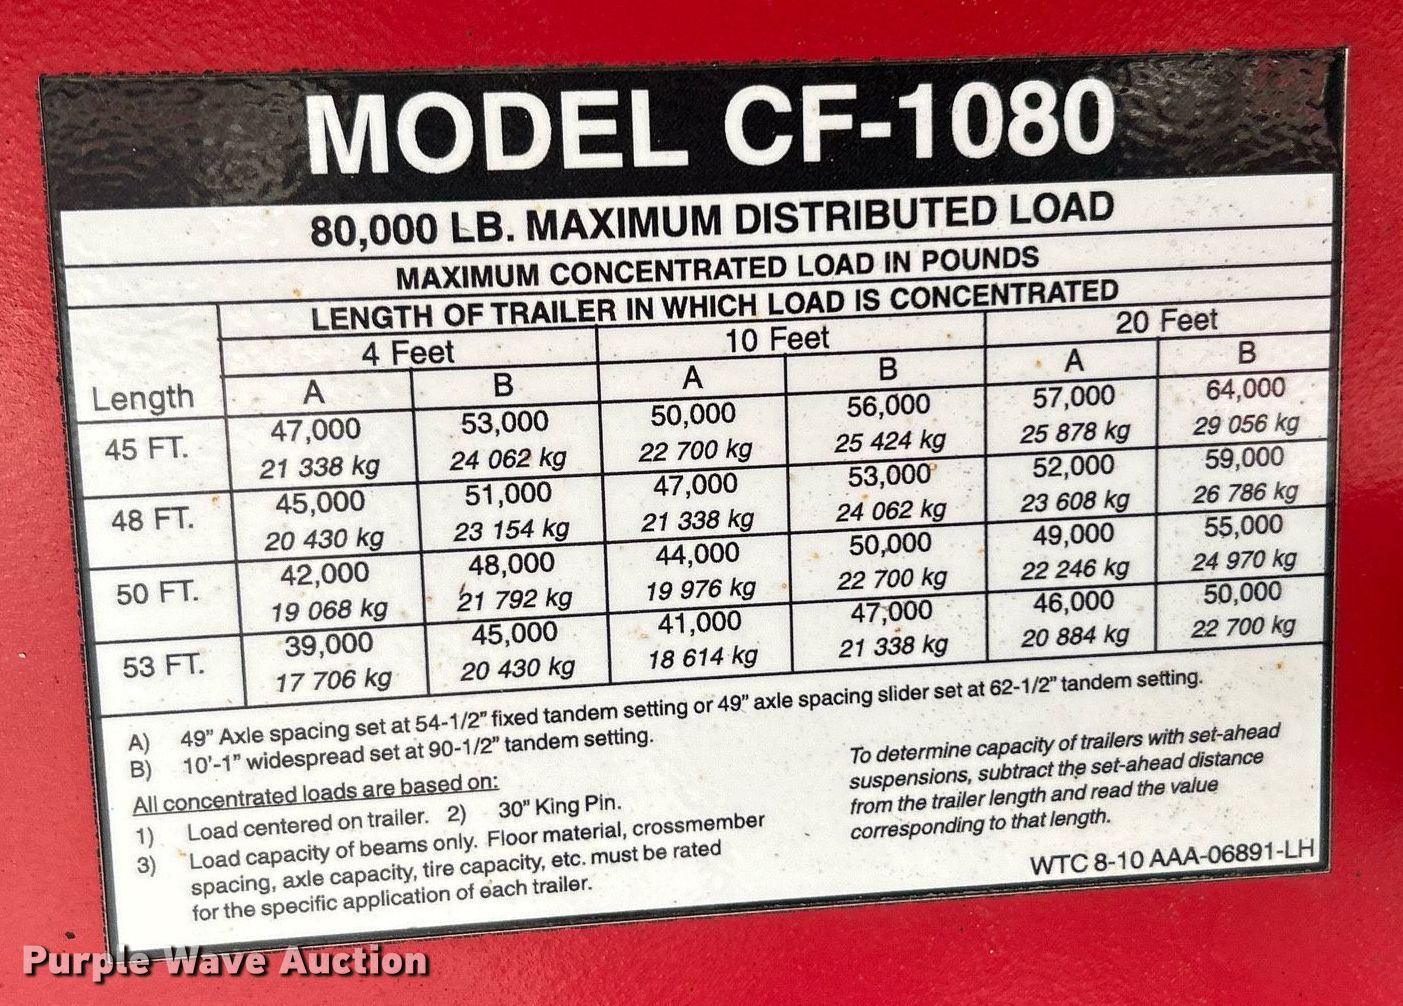 MODEL CF-1080
80,000 LB. MAXIMUM DISTRIBUTED LOAD
MAXIMUM CONCENTRATED LOAD IN POUNDS
LENGTH OF TRAILER IN WHICH LOAD IS CONCENTRATED
4 Feet 10 Feet 20 Feet
Length A B A B A B
45 FT. 47,000 53,000 50,000 56,000 57,000 64,000
21 338 kg 24 062 kg 22 700 kg 25 424 kg 25 878 kg 29 056 kg
48 FT. 45,000 51,000 47,000 53,000 52,000 59,000
20 430 kg 23 154 kg 21 338 kg 24 062 kg 23 608 kg 26 786 kg
50 FT. 42,000 48,000 44,000 50,000 49,000 55,000
19 068 kg 21 792 kg 19 976 kg 22 700 kg 22 246 kg 24 970 kg
53 FT. 39,000 45,000 41,000 47,000 46,000 50,000
17 706 kg 20 430 kg 18 614 kg 21 338 kg 20 884 kg 22 700 kg
A) 49" Axle spacing set at 54-1/2" fixed tandem setting or 49" axle spacing slider set at 62-1/2" tandem setting.
B) 10'-1" widespread set at 90-1/2" tandem setting.
All concentrated loads are based on:
1) Load centered on trailer. 2) 30" King Pin.
3) Load capacity of beams only. Floor material, crossmember
spacing, axle capacity, tire capacity, etc. must be rated
for the specific application of each trailer.
To determine capacity of trailers with set-ahead
suspensions, subtract the set-ahead distance
from the trailer length and read the value
corresponding to that length.
WTC 8-10 AAA-06891-LH
Purple Wave Auction